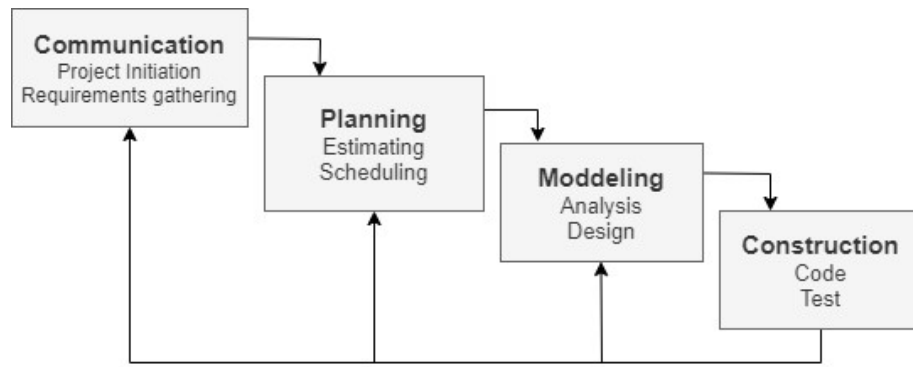 Communication
Project Initiation
Requirements gathering
Planning
Estimating
Scheduling
Moddeling
Analysis
Design
Construction
Code
Test